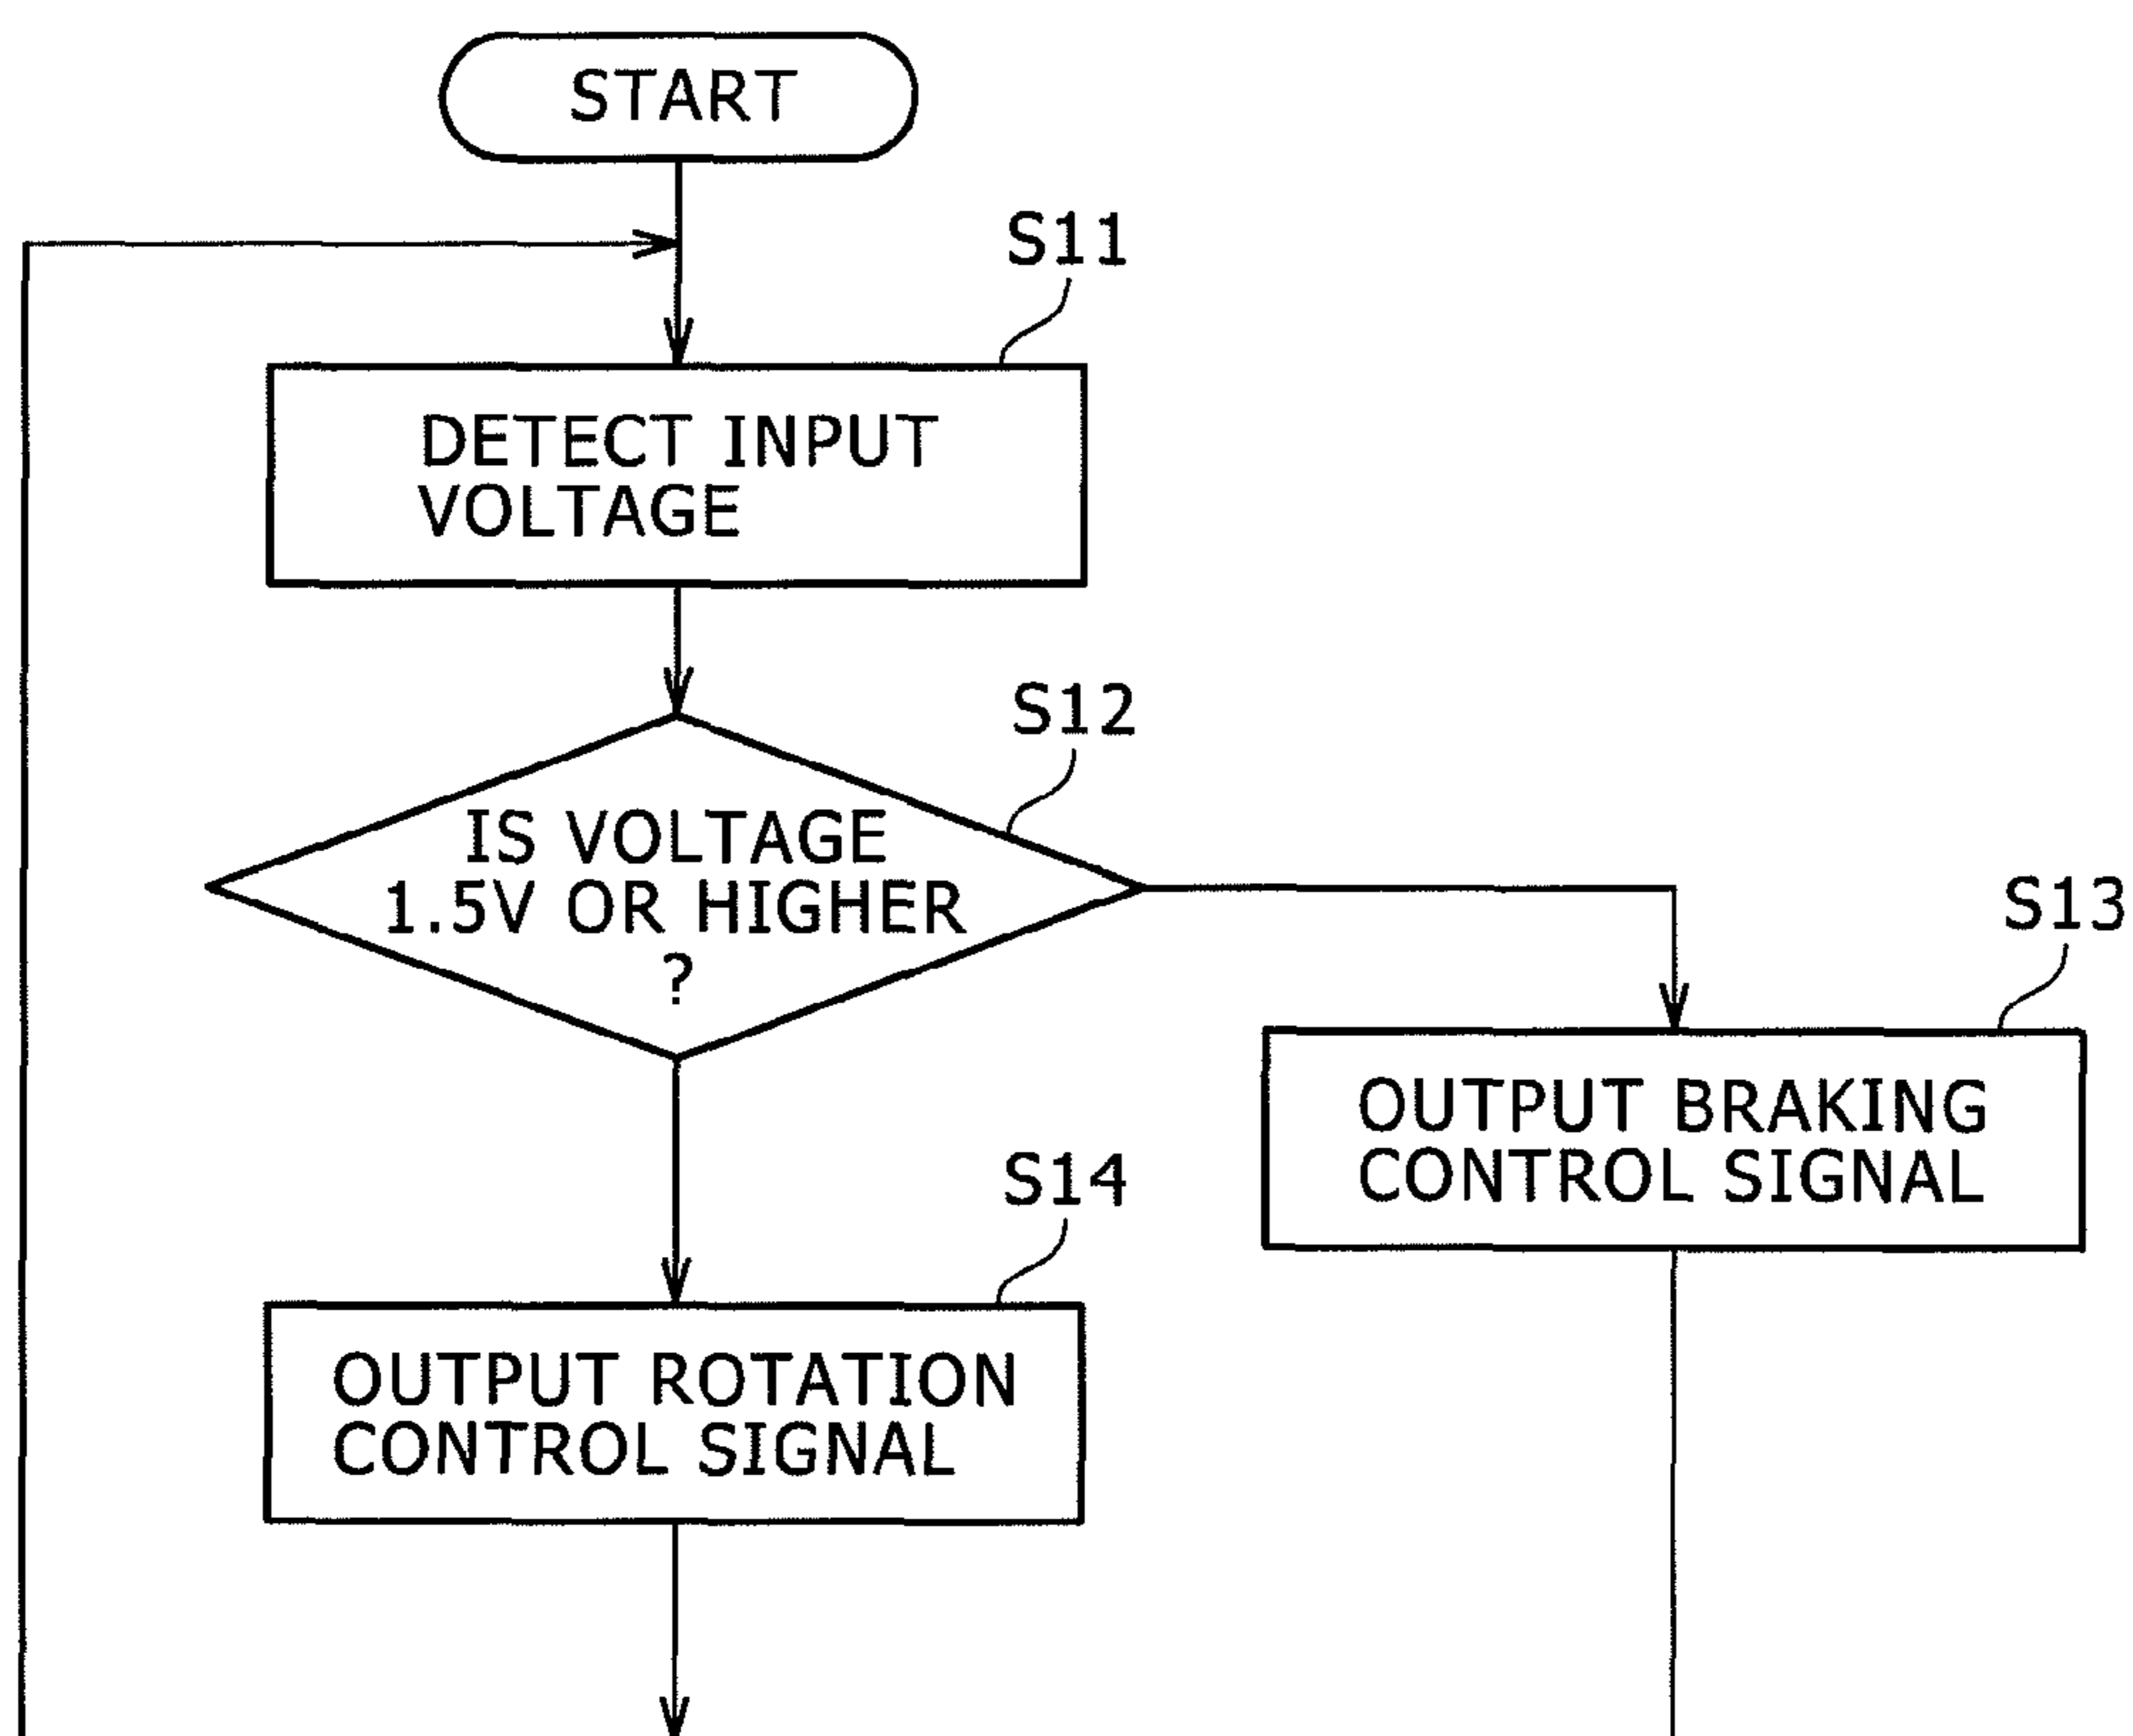 START
S11
DETECT INPUT
VOLTAGE
S12
IS VOLTAGE
1.5V OR HIGHER
?
S13
OUTPUT BRAKING
CONTROL SIGNAL
S14
OUTPUT ROTATION
CONTROL SIGNAL